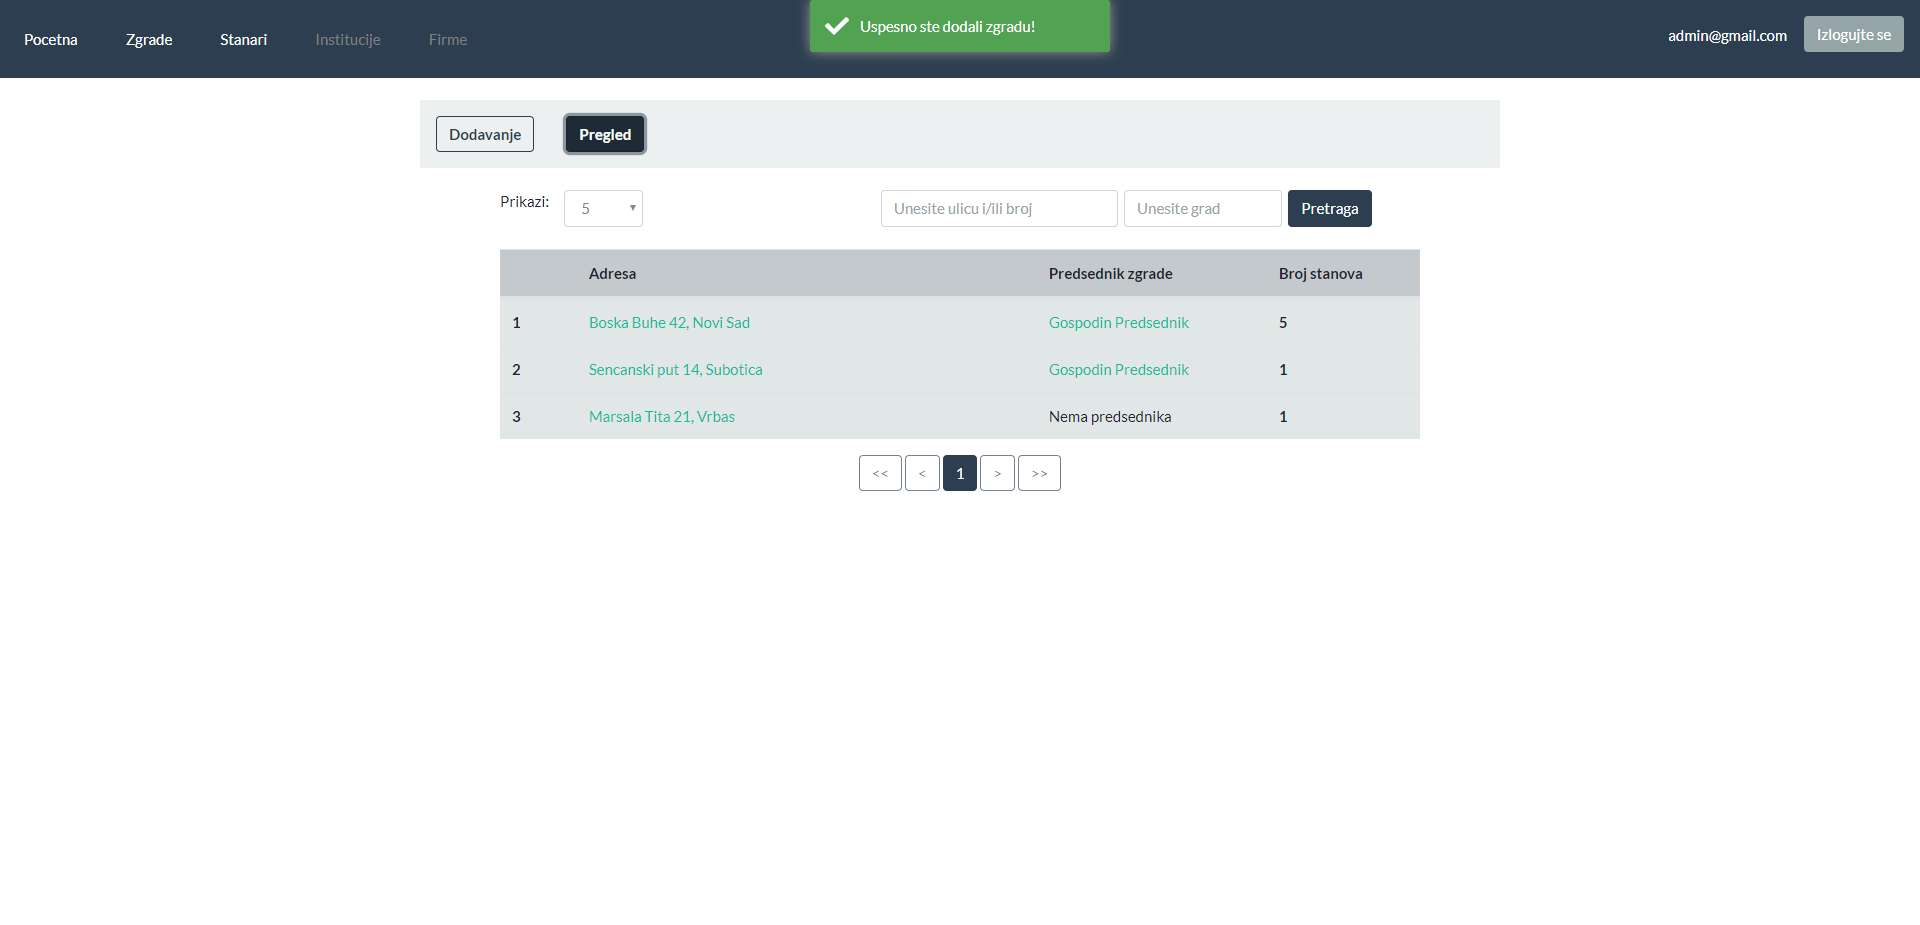 Pocetna Zgrade Stanari Institucije Firme Uspesno ste dodali zgradu! admin@gmail.com Izlogujte se
Dodavanje Pregled
Prikazi: 5 Unesite ulicu i/ili broj Unesite grad Pretraga
Adresa Predsednik zgrade Broj stanova
1 Boska Buhe 42, Novi Sad Gospodin Predsednik 5
2 Sencanski put 14, Subotica Gospodin Predsednik 1
3 Marsala Tita 21, Vrbas Nema predsednika 1
<< < 1 > >>